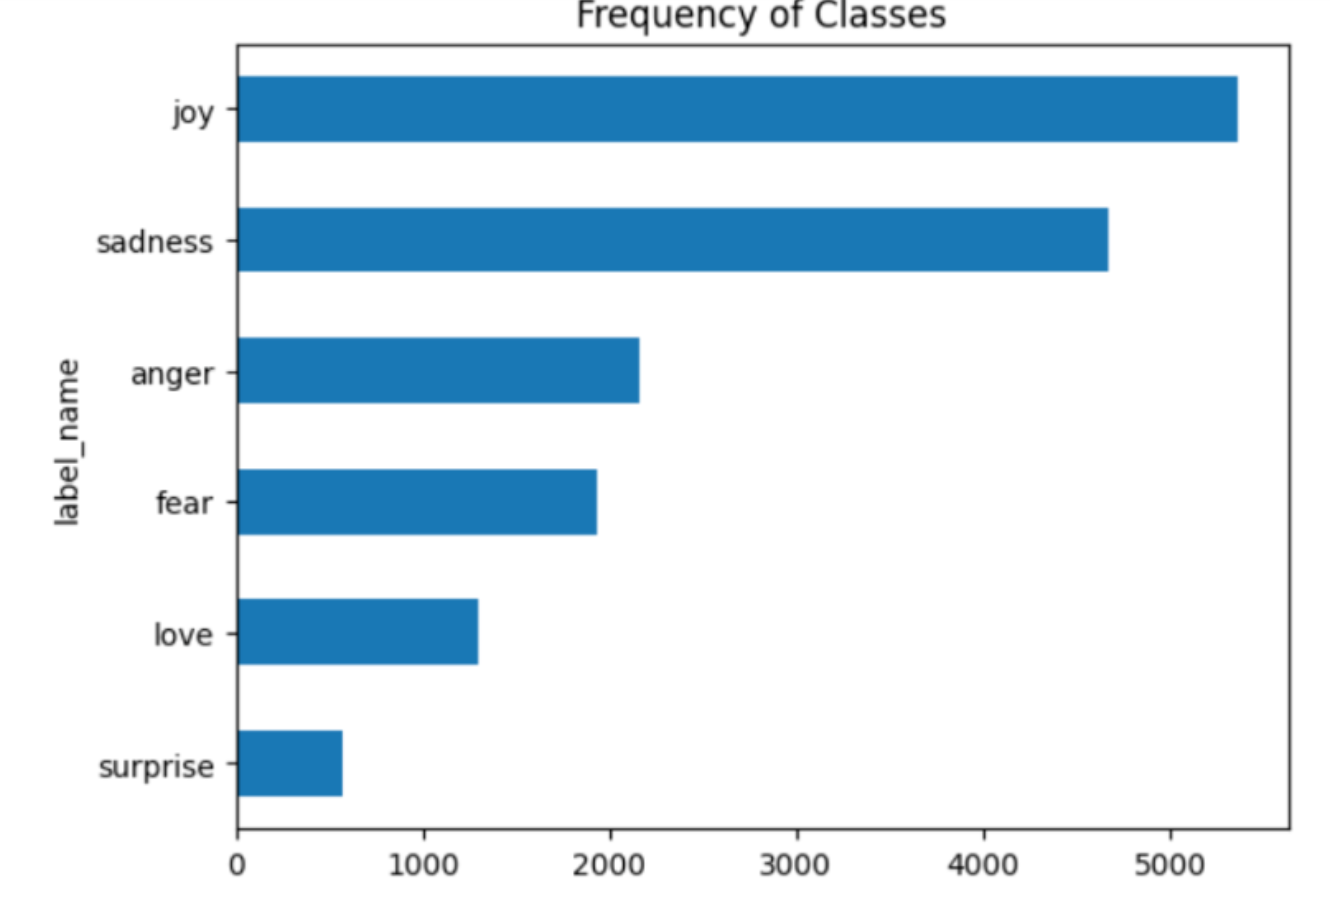 Frequency of Classes
joy
sadness
anger
fear
love
surprise
label_name
0 1000 2000 3000 4000 5000